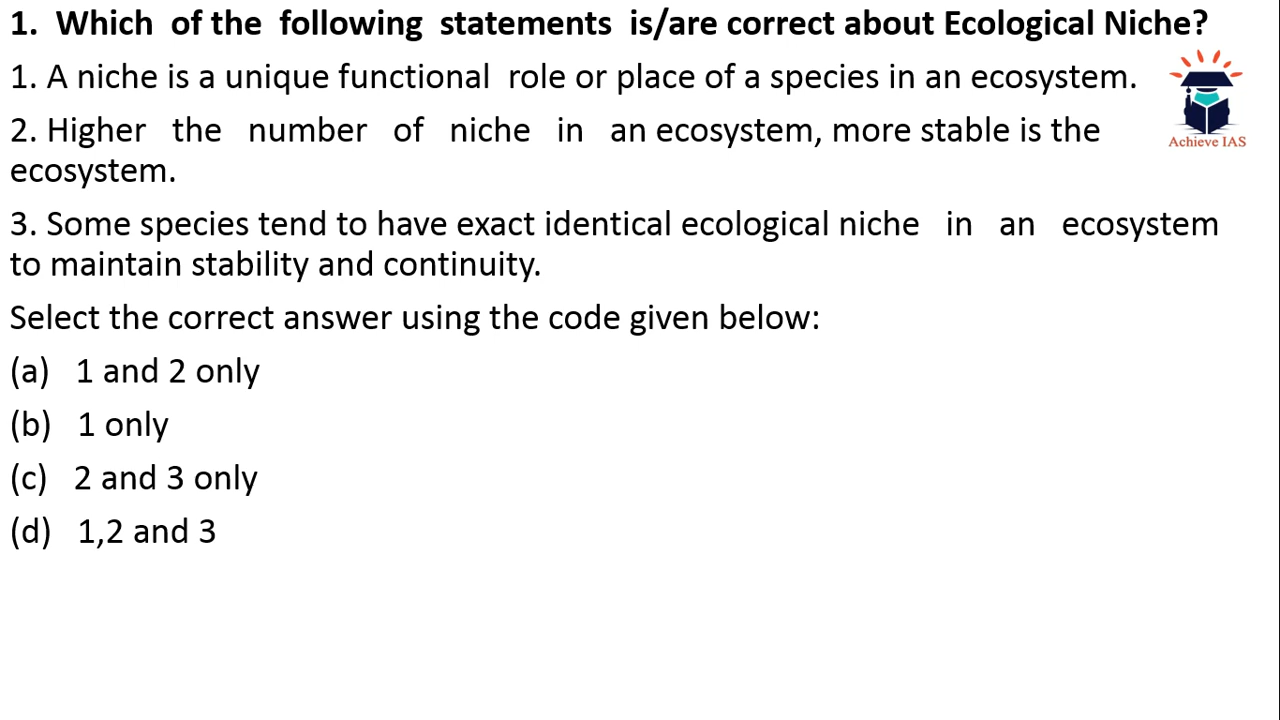 1. Which of the following statements is/are correct about Ecological Niche?
1. A niche is a unique functional role or place of a species in an ecosystem.
2. Higher the number of niche in an ecosystem, more stable is the
ecosystem.
Achieve IAS
3. Some species tend to have exact identical ecological niche in an ecosystem
to maintain stability and continuity.
Select the correct answer using the code given below:
(a) 1 and 2 only
(b) 1 only
(c) 2 and 3 only
(d) 1,2 and 3